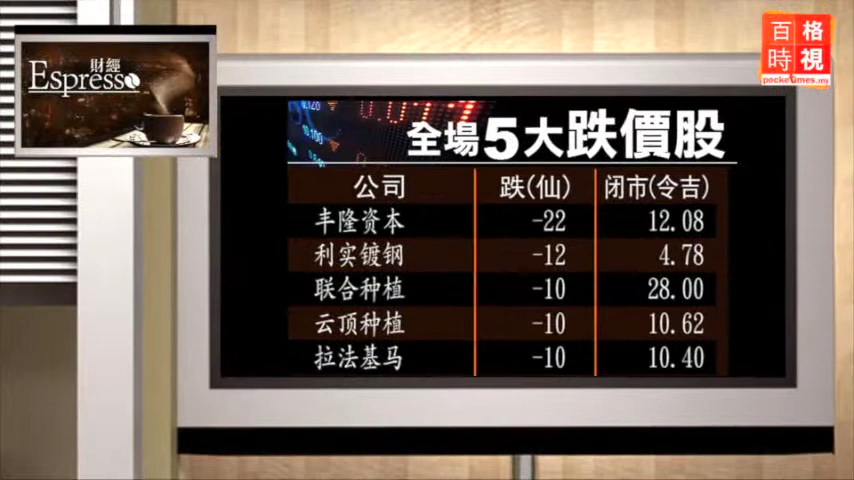 百格
時視
pocketimes.my
財經
Espresso
全場5大跌價股
公司 跌(仙) 闭市(令吉)
丰隆资本 -22 12.08
利实镀钢 -12 4.78
联合种植 -10 28.00
云顶种植 -10 10.62
拉法基马 -10 10.40